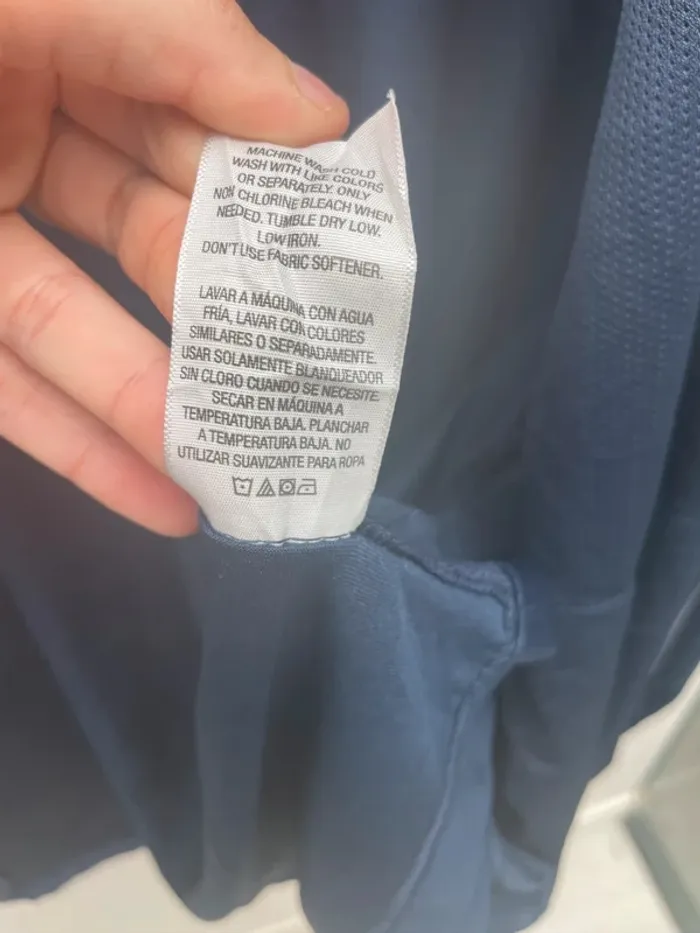 MACHINE WASH COLD
WASH WITH LIKE COLORS
OR SEPARATELY. ONLY
NON CHLORINE BLEACH WHEN
NEEDED. TUMBLE DRY LOW.
LOW IRON.
DON'T USE FABRIC SOFTENER.
LAVAR A MÁQUINA CON AGUA
FRÍA, LAVAR CON COLORES
SIMILARES O SEPARADAMENTE.
USAR SOLAMENTE BLANQUEADOR
SIN CLORO CUANDO SE NECESITE.
SECAR EN MÁQUINA A
TEMPERATURA BAJA. PLANCHAR
A TEMPERATURA BAJA. NO
UTILIZAR SUAVIZANTE PARA ROPA